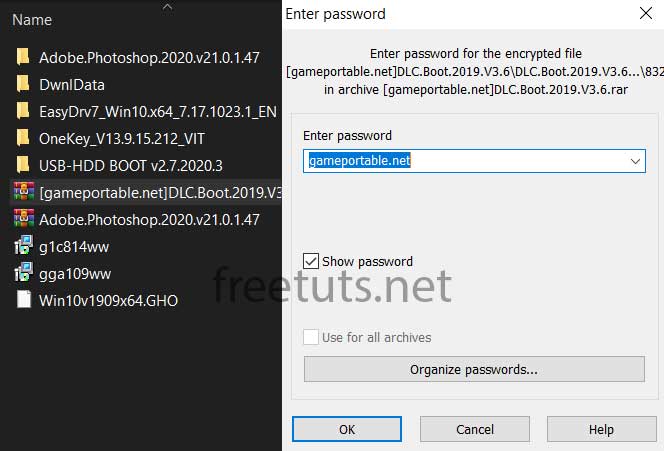 Name
Adobe.Photoshop.2020.v21.0.1.47
DwnlData
EasyDrv7_Win10.x64_7.17.1023.1_EN
OneKey_V13.9.15.212_VIT
USB-HDD BOOT v2.7.2020.3
[gameportable.net]DLC.Boot.2019.V3
Adobe.Photoshop.2020.v21.0.1.47
g1c814ww
gga109ww
Win10v1909x64.GHO
Enter password
Enter password for the encrypted file
[gameportable.net]DLC.Boot.2019.V3.6\DLC.Boot.2019.V3.6...\832
in archive [gameportable.net]DLC.Boot.2019.V3.6.rar
Enter password
gameportable.net
Show password
freetuts.net
Use for all archives
Organize passwords...
OK
Cancel
Help